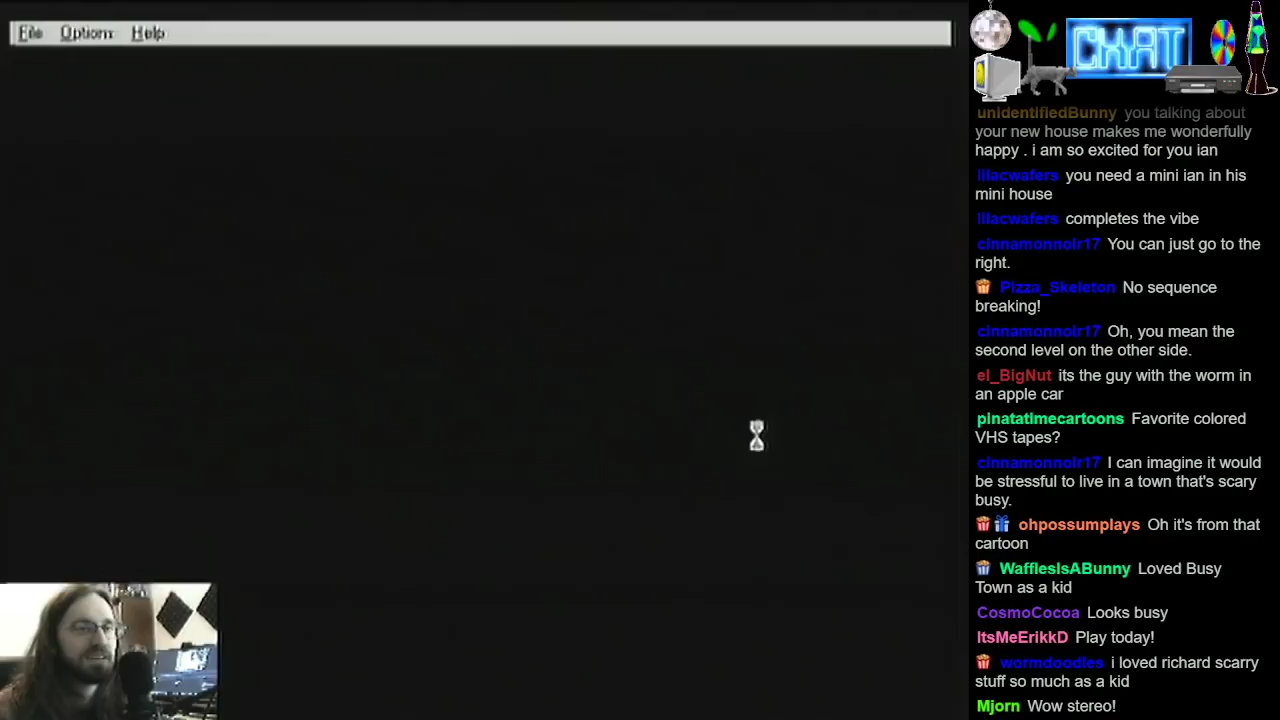 File Options Help
CHAT
unidentifiedBunny you talking about
your new house makes me wonderfully
happy . i am so excited for you ian
lilacwafers you need a mini ian in his
mini house
lilacwafers completes the vibe
cinnamonnoir17 You can just go to the
right.
Pizza_Skeleton No sequence
breaking!
cinnamonnoir17 Oh, you mean the
second level on the other side.
el_BigNut its the guy with the worm in
an apple car
pinatatimecartoons Favorite colored
VHS tapes?
cinnamonnoir17 I can imagine it would
be stressful to live in a town that's scary
busy.
ohpossumplays Oh it's from that
cartoon
WafflesIsABunny Loved Busy
Town as a kid
CosmoCocoa Looks busy
ItsMeErikkD Play today!
wormdoodles i loved richard scarry
stuff so much as a kid
Mjorn Wow stereo!